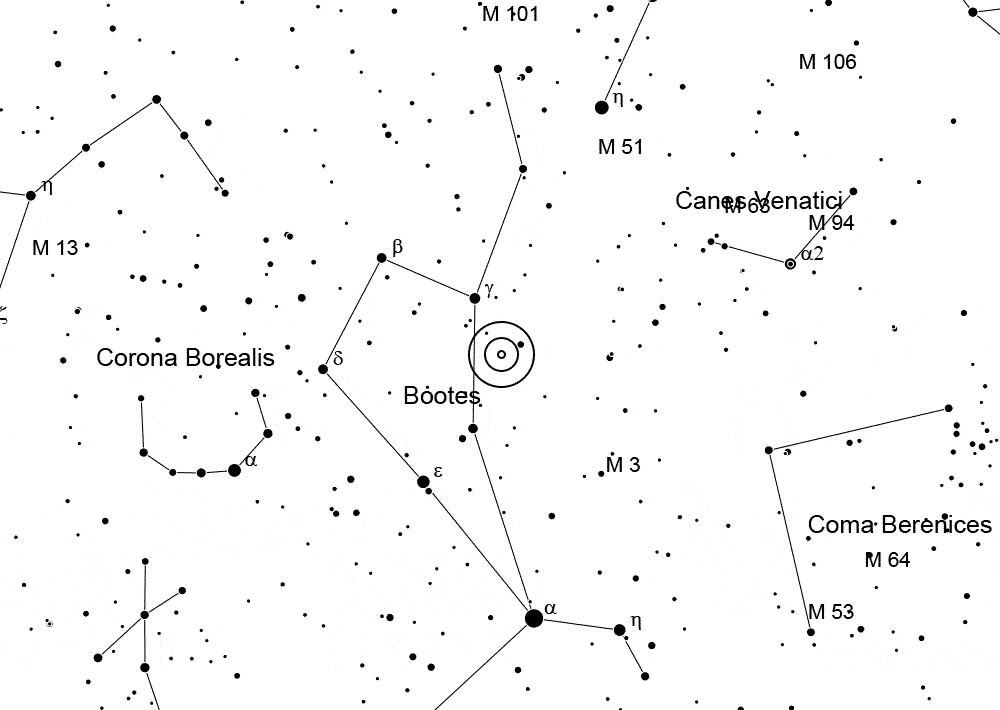 M 101
M 106
η
M 51
η
Canes Venatici
M 63
M 94
M 13
β
α2
γ
ζ
Corona Borealis
δ
Bootes
α
ε
M 3
Coma Berenices
M 64
α
M 53
η